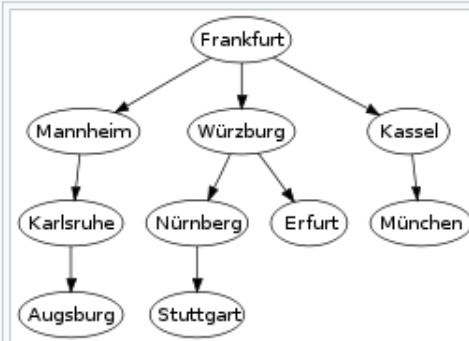 Frankfurt
Mannheim Würzburg Kassel
Karlsruhe Nürnberg Erfurt München
Augsburg Stuttgart